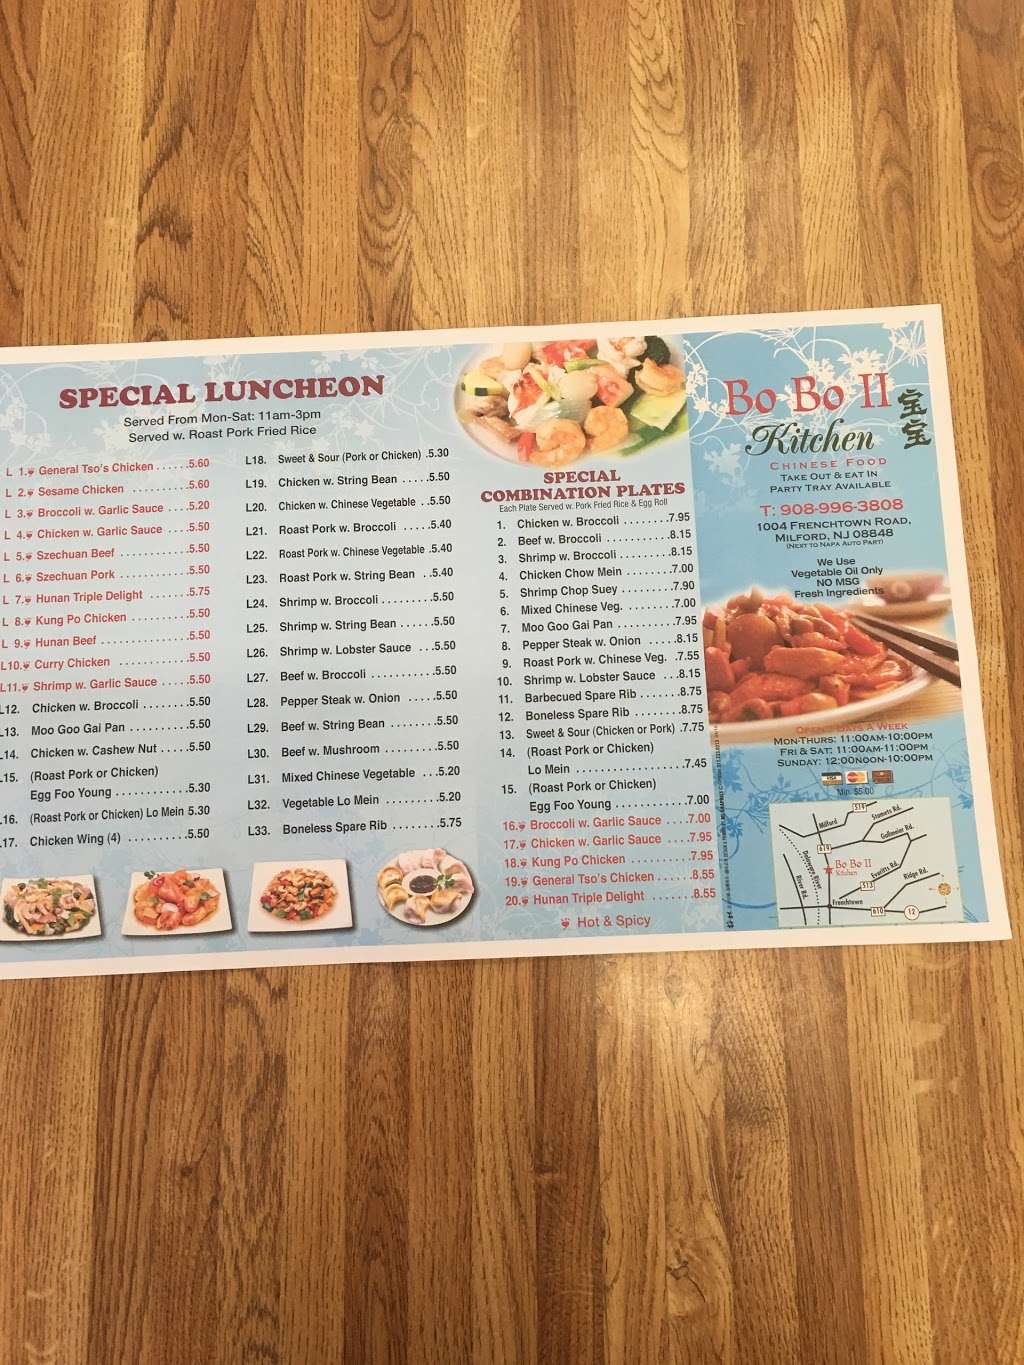 SPECIAL LUNCHEON
Served From Mon-Sat: 11am-3pm
Served w. Roast Pork Fried Rice
L 1. General Tso's Chicken ......5.60
L 2. Sesame Chicken .........5.60
L 3. Broccoli w. Garlic Sauce ....5.20
L 4. Chicken w. Garlic Sauce ....5.50
L 5. Szechuan Beef ...........5.50
L 6. Szechuan Pork ...........5.50
L 7. Hunan Triple Delight ......5.75
L 8. Kung Po Chicken .........5.50
L 9. Hunan Beef .............5.50
L10. Curry Chicken ...........5.50
L11. Shrimp w. Garlic Sauce .....5.50
L12. Chicken w. Broccoli ........5.50
L13. Moo Goo Gai Pan .........5.50
L14. Chicken w. Cashew Nut .....5.50
L15. (Roast Pork or Chicken)
Egg Foo Young ............5.30
L16. (Roast Pork or Chicken) Lo Mein 5.30
L17. Chicken Wing (4) ..........5.50
L18. Sweet & Sour (Pork or Chicken) .5.30
L19. Chicken w. String Bean .....5.50
L20. Chicken w. Chinese Vegetable ..5.50
L21. Roast Pork w. Broccoli .....5.40
L22. Roast Pork w. Chinese Vegetable .5.40
L23. Roast Pork w. String Bean ..5.40
L24. Shrimp w. Broccoli .........5.50
L25. Shrimp w. String Bean ......5.50
L26. Shrimp w. Lobster Sauce ...5.50
L27. Beef w. Broccoli ...........5.50
L28. Pepper Steak w. Onion .....5.50
L29. Beef w. String Bean ........5.50
L30. Beef w. Mushroom .........5.50
L31. Mixed Chinese Vegetable ...5.20
L32. Vegetable Lo Mein .........5.20
L33. Boneless Spare Rib ........5.75
SPECIAL
COMBINATION PLATES
Each Plate Served w. Pork Fried Rice & Egg Roll
1. Chicken w. Broccoli ........7.95
2. Beef w. Broccoli ...........8.15
3. Shrimp w. Broccoli .........8.15
4. Chicken Chow Mein ........7.00
5. Shrimp Chop Suey .........7.90
6. Mixed Chinese Veg. ........7.00
7. Moo Goo Gai Pan ..........7.95
8. Pepper Steak w. Onion .....8.15
9. Roast Pork w. Chinese Veg. .7.55
10. Shrimp w. Lobster Sauce ...8.15
11. Barbecued Spare Rib .......8.75
12. Boneless Spare Rib ........8.75
13. Sweet & Sour (Chicken or Pork) .7.75
14. (Roast Pork or Chicken)
Lo Mein ..................7.45
15. (Roast Pork or Chicken)
Egg Foo Young ............7.00
16. Broccoli w. Garlic Sauce ....7.00
17. Chicken w. Garlic Sauce ....7.95
18. Kung Po Chicken ..........7.95
19. General Tso's Chicken ......8.55
20. Hunan Triple Delight .......8.55
Hot & Spicy
Bo Bo II
Kitchen
宝宝
CHINESE FOOD
TAKE OUT & EAT IN
PARTY TRAY AVAILABLE
T: 908-996-3808
1004 FRENCHTOWN ROAD,
MILFORD, NJ 08848
(NEXT TO NAPA AUTO PART)
We Use
Vegetable Oil Only
NO MSG
Fresh Ingredients
OPEN 7 DAYS A WEEK
MON-THURS: 11:00AM-10:00PM
FRI & SAT: 11:00AM-11:00PM
SUNDAY: 12:00NOON-10:00PM
VISA
Min. $5.00
519
Milford
Stamets Rd.
Gallmeier Rd.
619
Bo Bo II
Kitchen
Delaware River
River Rd.
Everitts Rd.
Ridge Rd.
513
Frenchtown
610
12